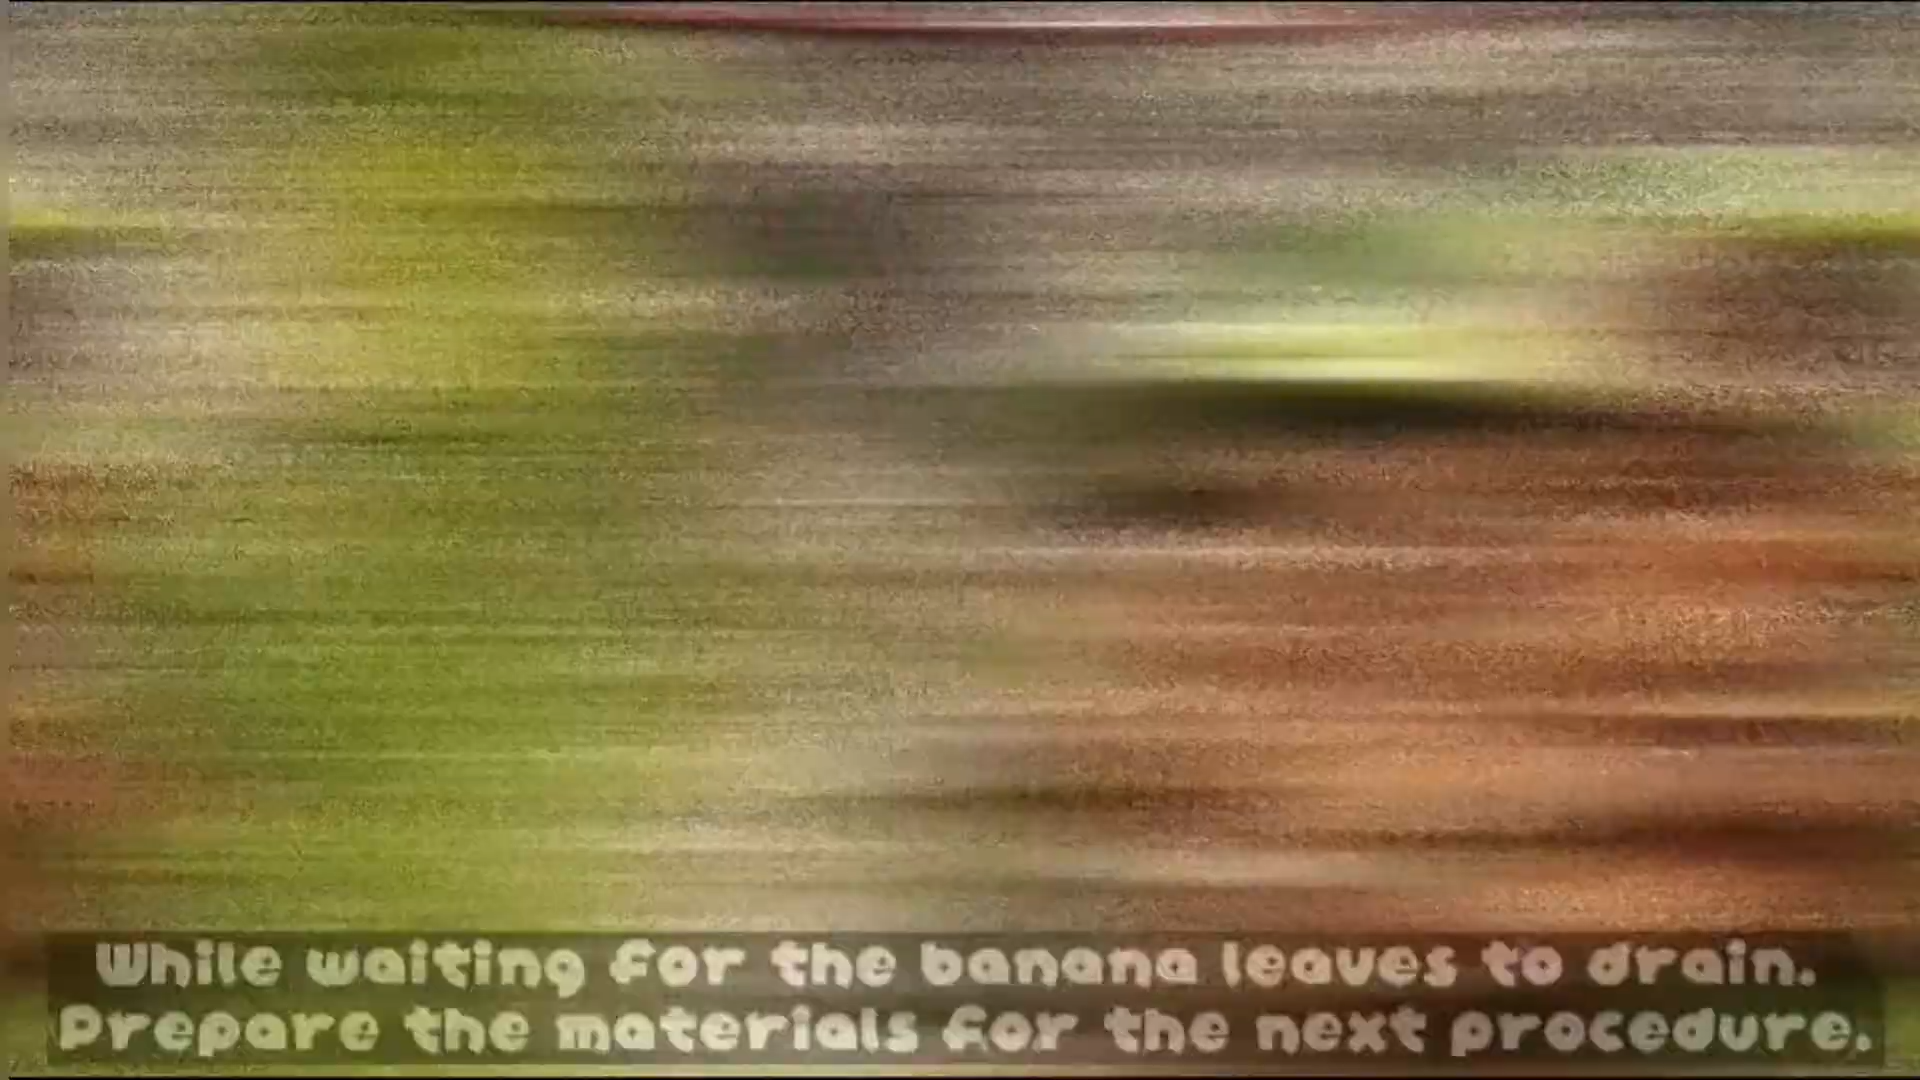 While waiting for the banana leaves to drain.
Prepare the materials for the next procedure.